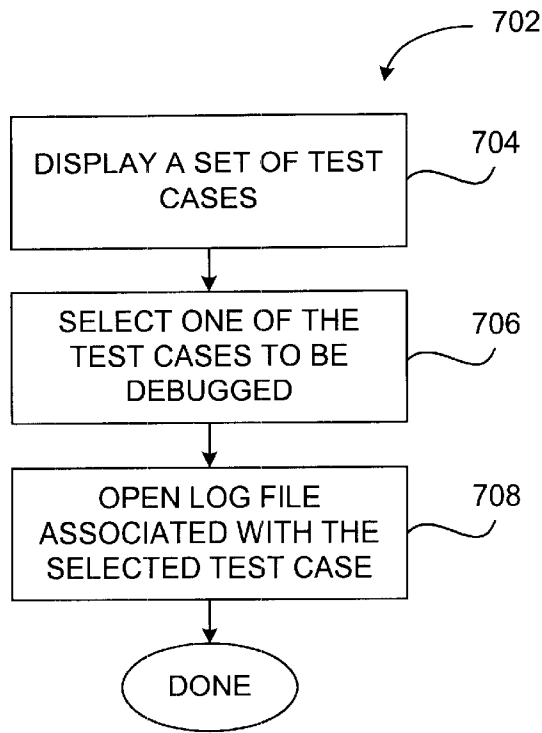 702
DISPLAY A SET OF TEST
CASES
704
SELECT ONE OF THE
TEST CASES TO BE
DEBUGGED
706
OPEN LOG FILE
ASSOCIATED WITH THE
SELECTED TEST CASE
708
DONE